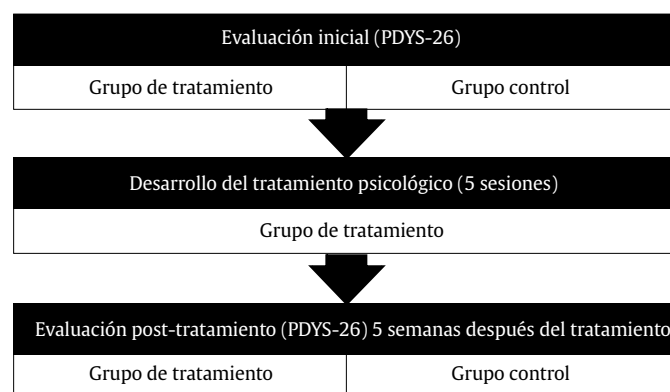 Evaluación inicial (PDYS-26)
Grupo de tratamiento Grupo control
Desarrollo del tratamiento psicológico (5 sesiones)
Grupo de tratamiento
Evaluación post-tratamiento (PDYS-26) 5 semanas después del tratamiento
Grupo de tratamiento Grupo control